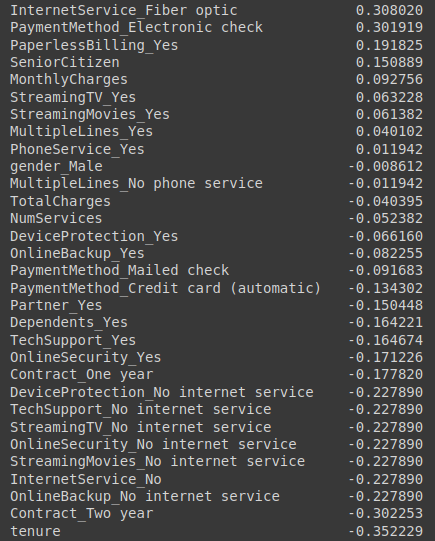 InternetService_Fiber optic 0.308020
PaymentMethod_Electronic check 0.301919
PaperlessBilling_Yes 0.191825
SeniorCitizen 0.150889
MonthlyCharges 0.092756
StreamingTV_Yes 0.063228
StreamingMovies_Yes 0.061382
MultipleLines_Yes 0.040102
PhoneService_Yes 0.011942
gender_Male -0.008612
MultipleLines_No phone service -0.011942
TotalCharges -0.040395
NumServices -0.052382
DeviceProtection_Yes -0.066160
OnlineBackup_Yes -0.082255
PaymentMethod_Mailed check -0.091683
PaymentMethod_Credit card (automatic) -0.134302
Partner_Yes -0.150448
Dependents_Yes -0.164221
TechSupport_Yes -0.164674
OnlineSecurity_Yes -0.171226
Contract_One year -0.177820
DeviceProtection_No internet service -0.227890
TechSupport_No internet service -0.227890
StreamingTV_No internet service -0.227890
OnlineSecurity_No internet service -0.227890
StreamingMovies_No internet service -0.227890
InternetService_No -0.227890
OnlineBackup_No internet service -0.227890
Contract_Two year -0.302253
tenure -0.352229